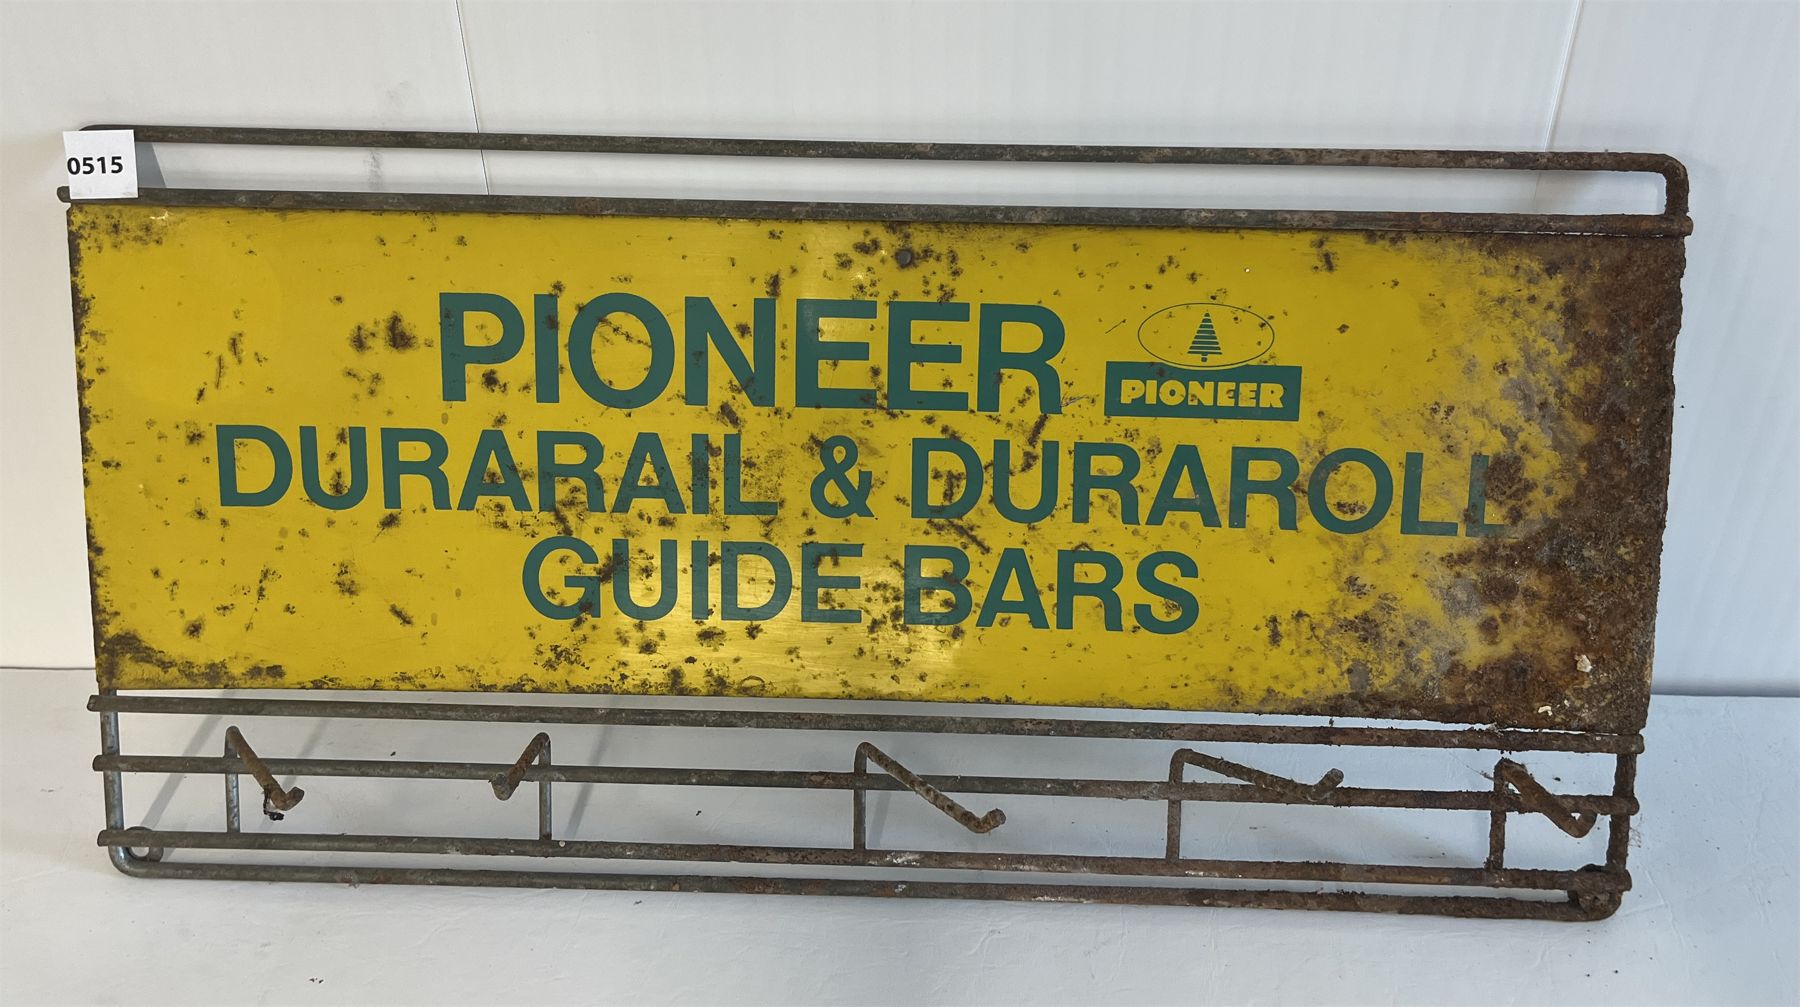 0515
PIONEER
PIONEER
DURARAIL & DURAROLL
GUIDE BARS